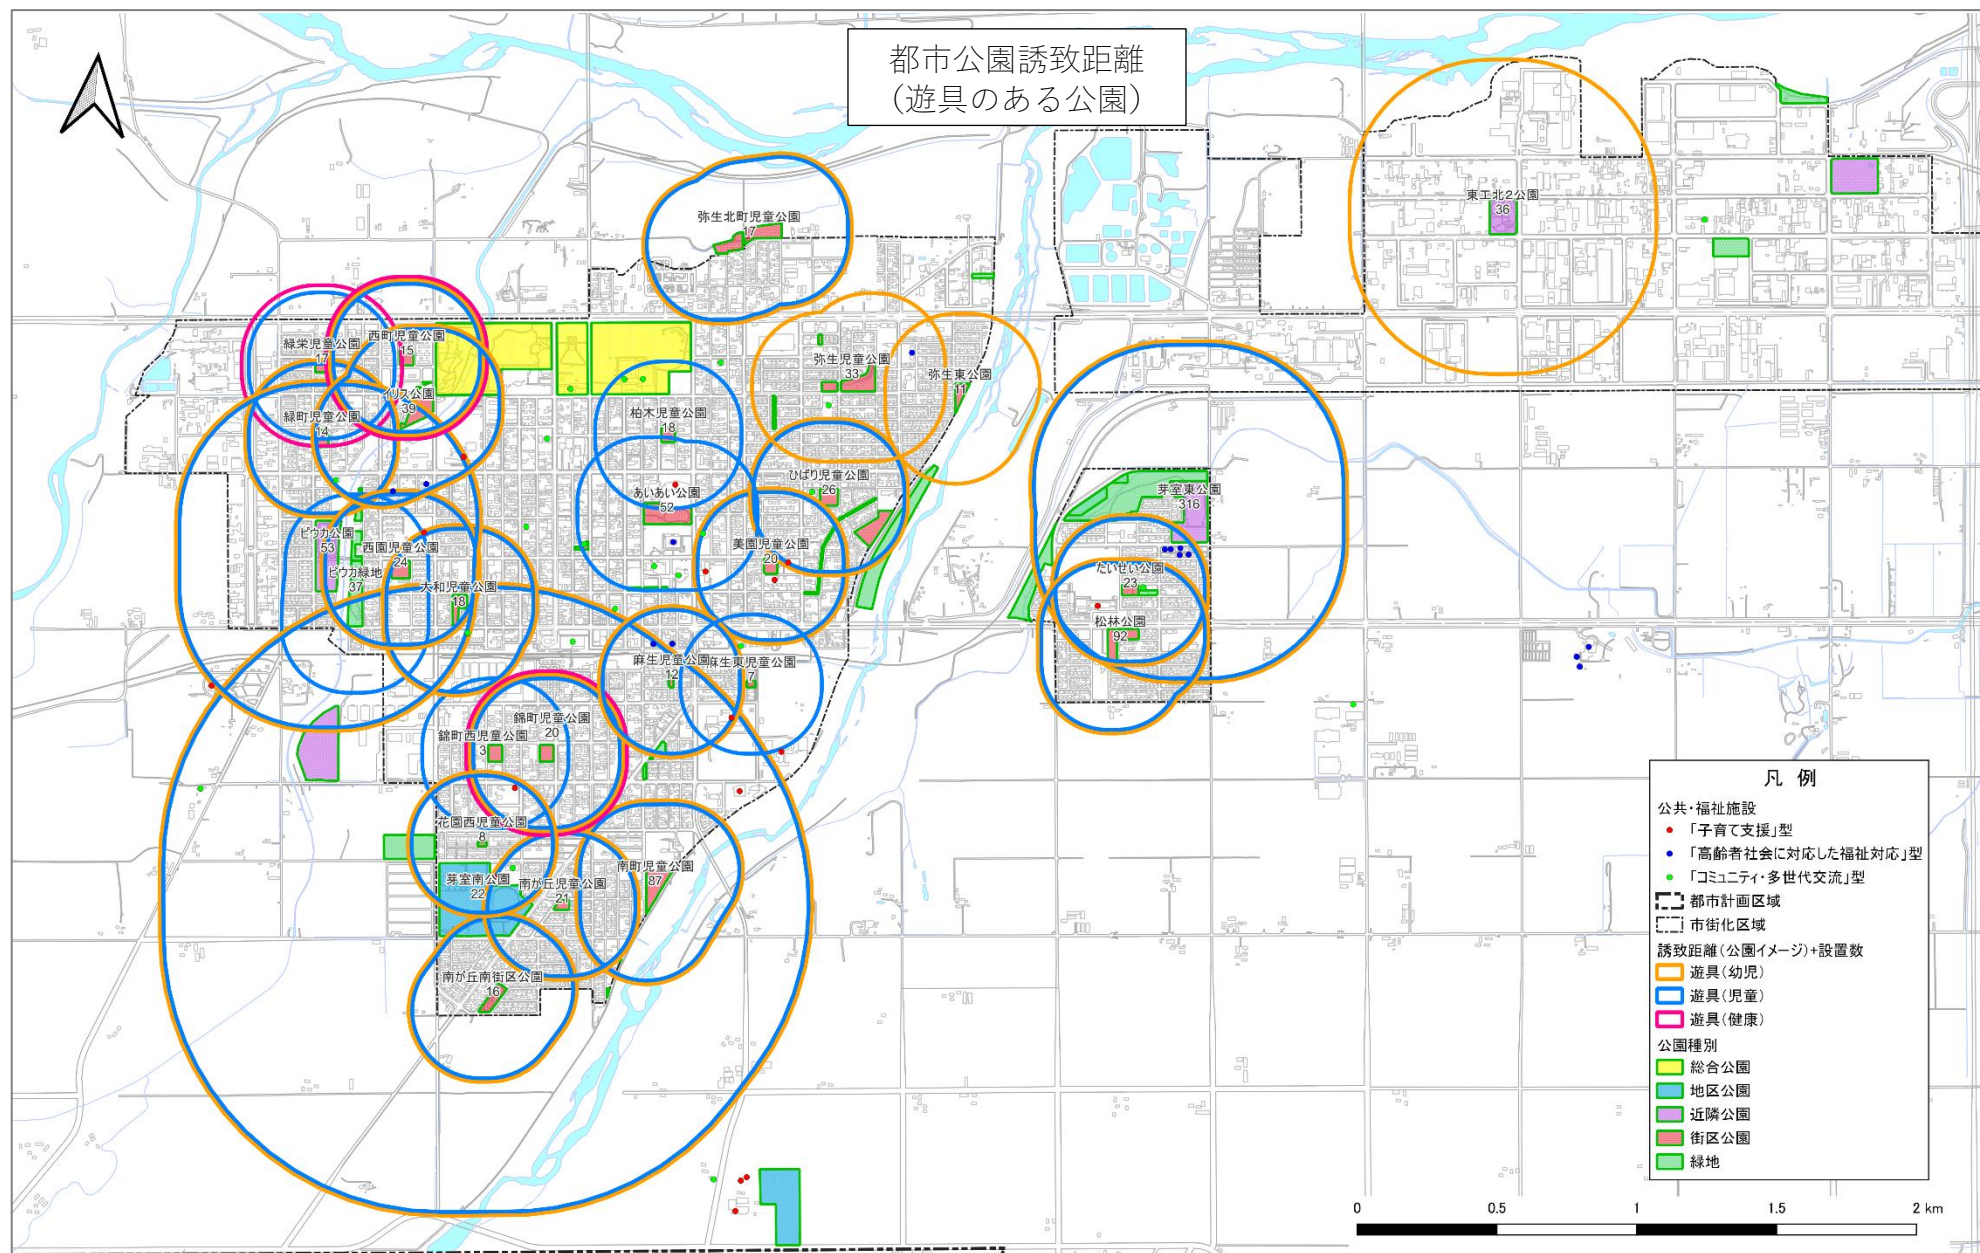 都市公園誘致距離
（遊具のある公園）
東工北2公園
36
弥生北町児童公園
17
緑栄児童公園
17
西町児童公園
15
イリス公園
39
緑町児童公園
14
弥生児童公園
33
弥生東公園
11
柏木児童公園
18
ひばり児童公園
26
あいあい公園
52
美園児童公園
20
芽室東公園
316
ピウカ公園
53
西園児童公園
24
ピウカ緑地
37
大和児童公園
18
たいせい公園
23
松林公園
92
麻生児童公園
12
麻生東児童公園
7
錦町児童公園
20
錦町西児童公園
3
花園西児童公園
8
芽室南公園
22
南が丘児童公園
21
南町児童公園
87
南が丘南街区公園
16
凡 例
公共・福祉施設
「子育て支援」型
「高齢者社会に対応した福祉対応」型
「コミュニティ・多世代交流」型
都市計画区域
市街化区域
誘致距離(公園イメージ)+設置数
遊具(幼児)
遊具(児童)
遊具(健康)
公園種別
総合公園
地区公園
近隣公園
街区公園
緑地
0 0.5 1 1.5 2 km